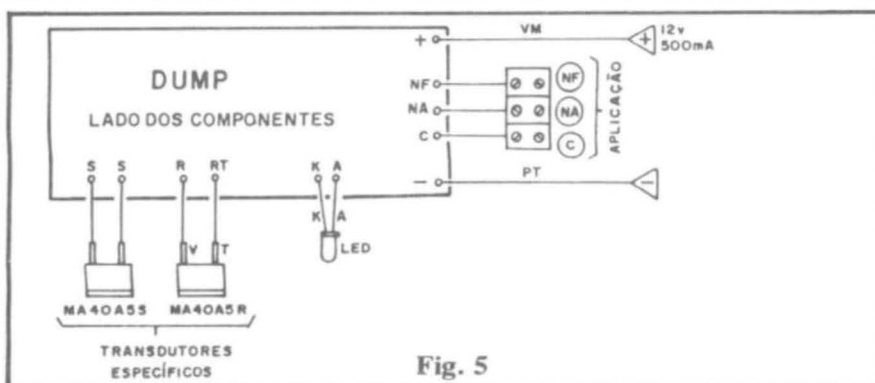 DUMP
LADO DOS COMPONENTES
+ VM + 12v
500mA
NF NF
NA NA
C C
APLICAÇÃO
- PT -
S S R RT K A
K A
V T
LED
MA40A5S MA40A5R
TRANSDUTORES
ESPECÍFICOS
Fig. 5